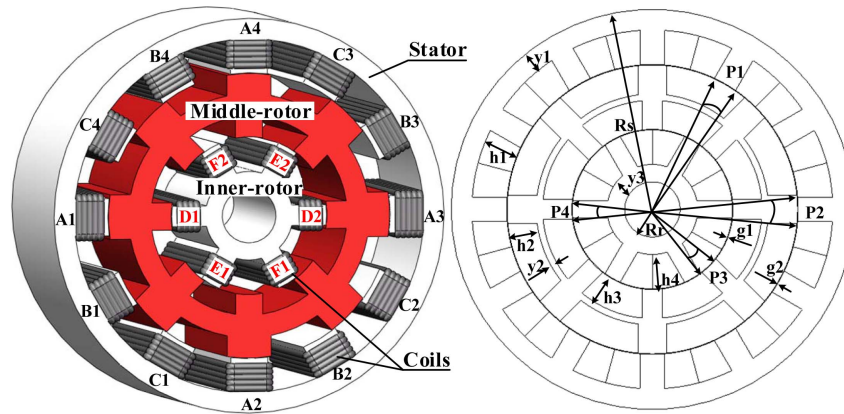 A4
B4
C3
Stator
C4
B3
Middle-rotor
F2
E2
Inner-rotor
A1
D1
D2
A3
E1
F1
B1
C2
C1
B2
Coils
A2
y1
P1
h1
Rs
y3
P4
P2
Rr
g1
h2
y2
P3
g2
h3
h4